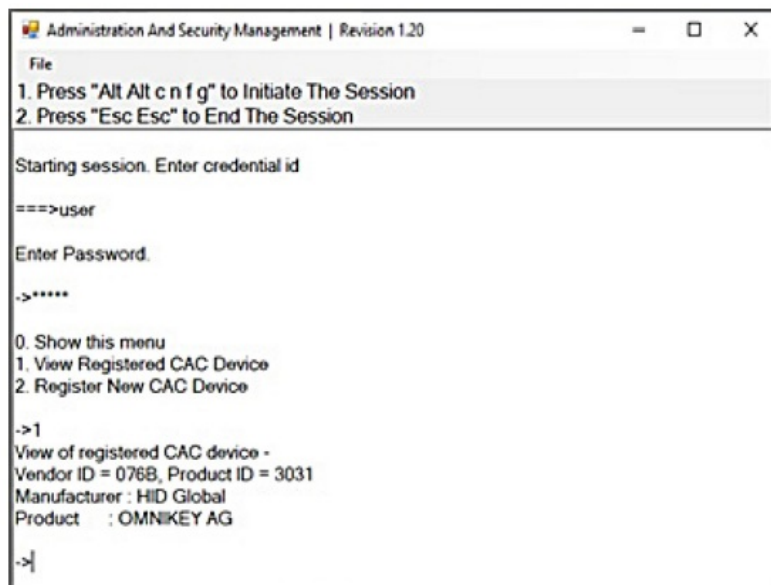 Administration And Security Management | Revision 1.20
File
1. Press "Alt Alt c n f g" to Initiate The Session
2. Press "Esc Esc" to End The Session
Starting session. Enter credential id
===>user
Enter Password.
->*****
0. Show this menu
1. View Registered CAC Device
2. Register New CAC Device
->1
View of registered CAC device -
Vendor ID = 076B, Product ID = 3031
Manufacturer : HID Global
Product : OMNIKEY AG
->